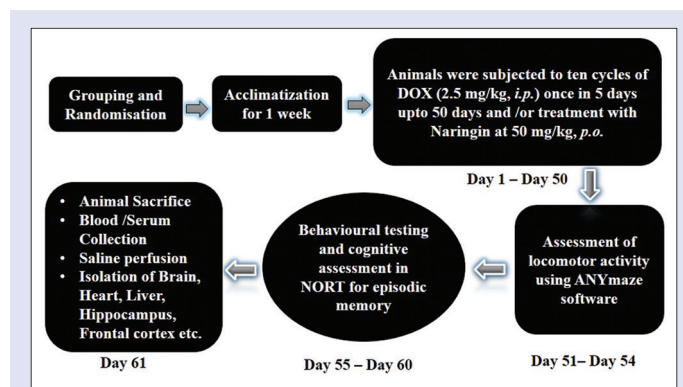 Grouping and
Randomisation
Acclimatization
for 1 week
Animals were subjected to ten cycles of
DOX (2.5 mg/kg, i.p.) once in 5 days
upto 50 days and /or treatment with
Naringin at 50 mg/kg, p.o.
Day 1 – Day 50
Assessment of
locomotor activity
using ANYmaze
software
Day 51– Day 54
Behavioural testing
and cognitive
assessment in
NORT for episodic
memory
Day 55 – Day 60
Animal Sacrifice
Blood /Serum
Collection
Saline perfusion
Isolation of Brain,
Heart, Liver,
Hippocampus,
Frontal cortex etc.
Day 61